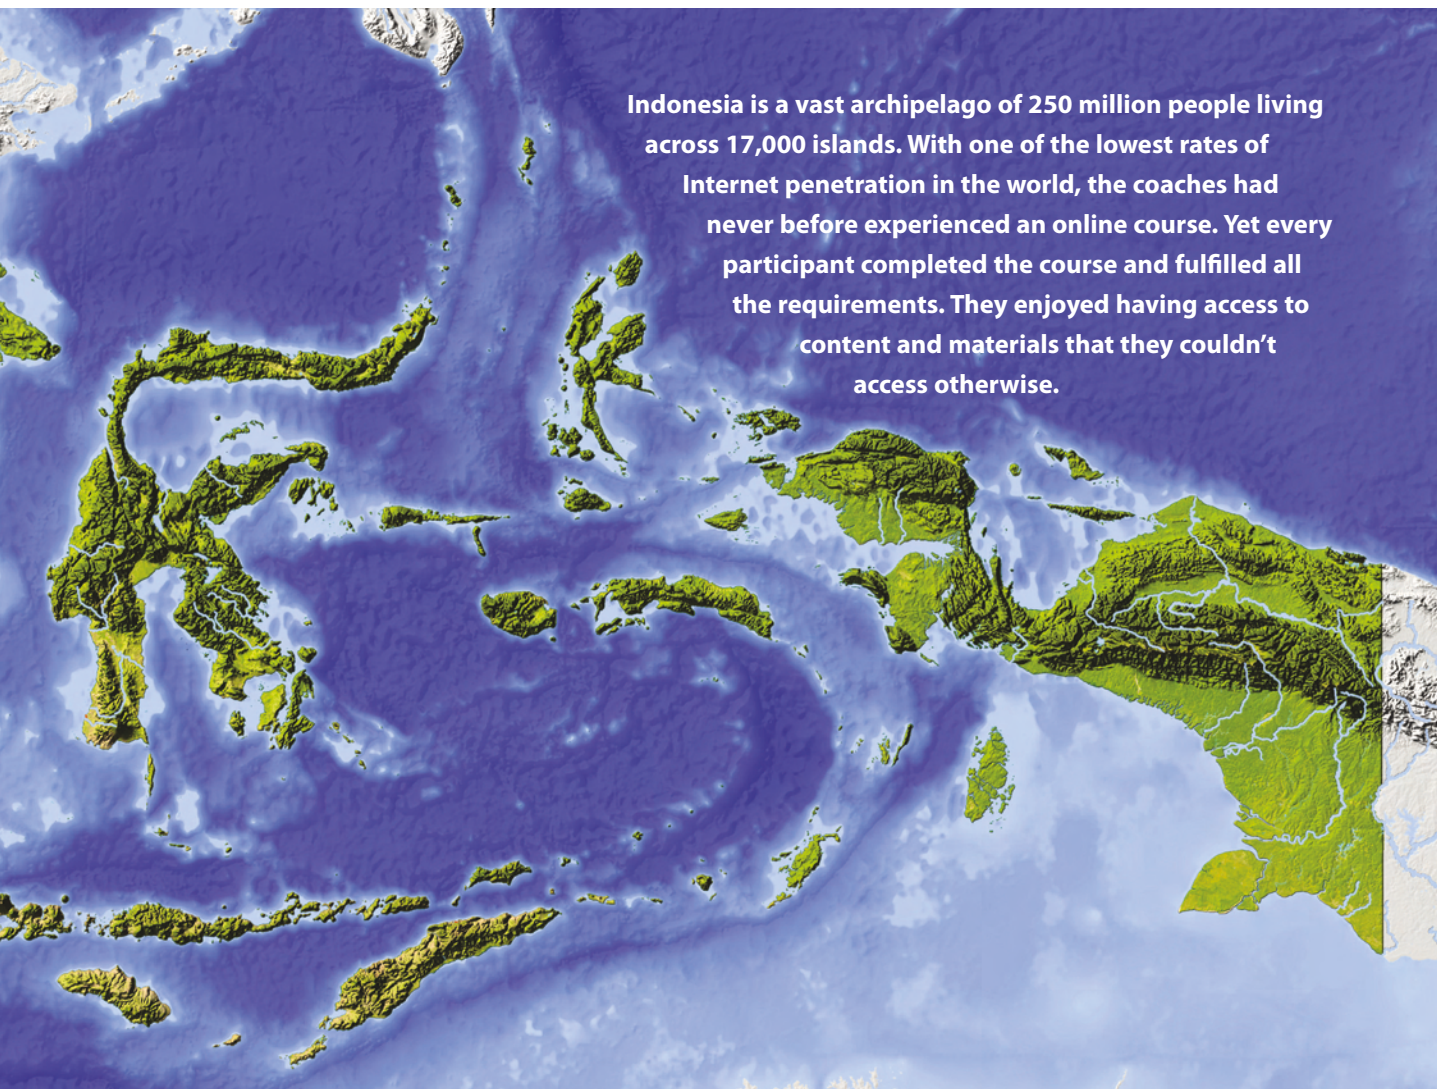 Indonesia is a vast archipelago of 250 million people living
across 17,000 islands. With one of the lowest rates of
Internet penetration in the world, the coaches had
never before experienced an online course. Yet every
participant completed the course and fulfilled all
the requirements. They enjoyed having access to
content and materials that they couldn’t
access otherwise.